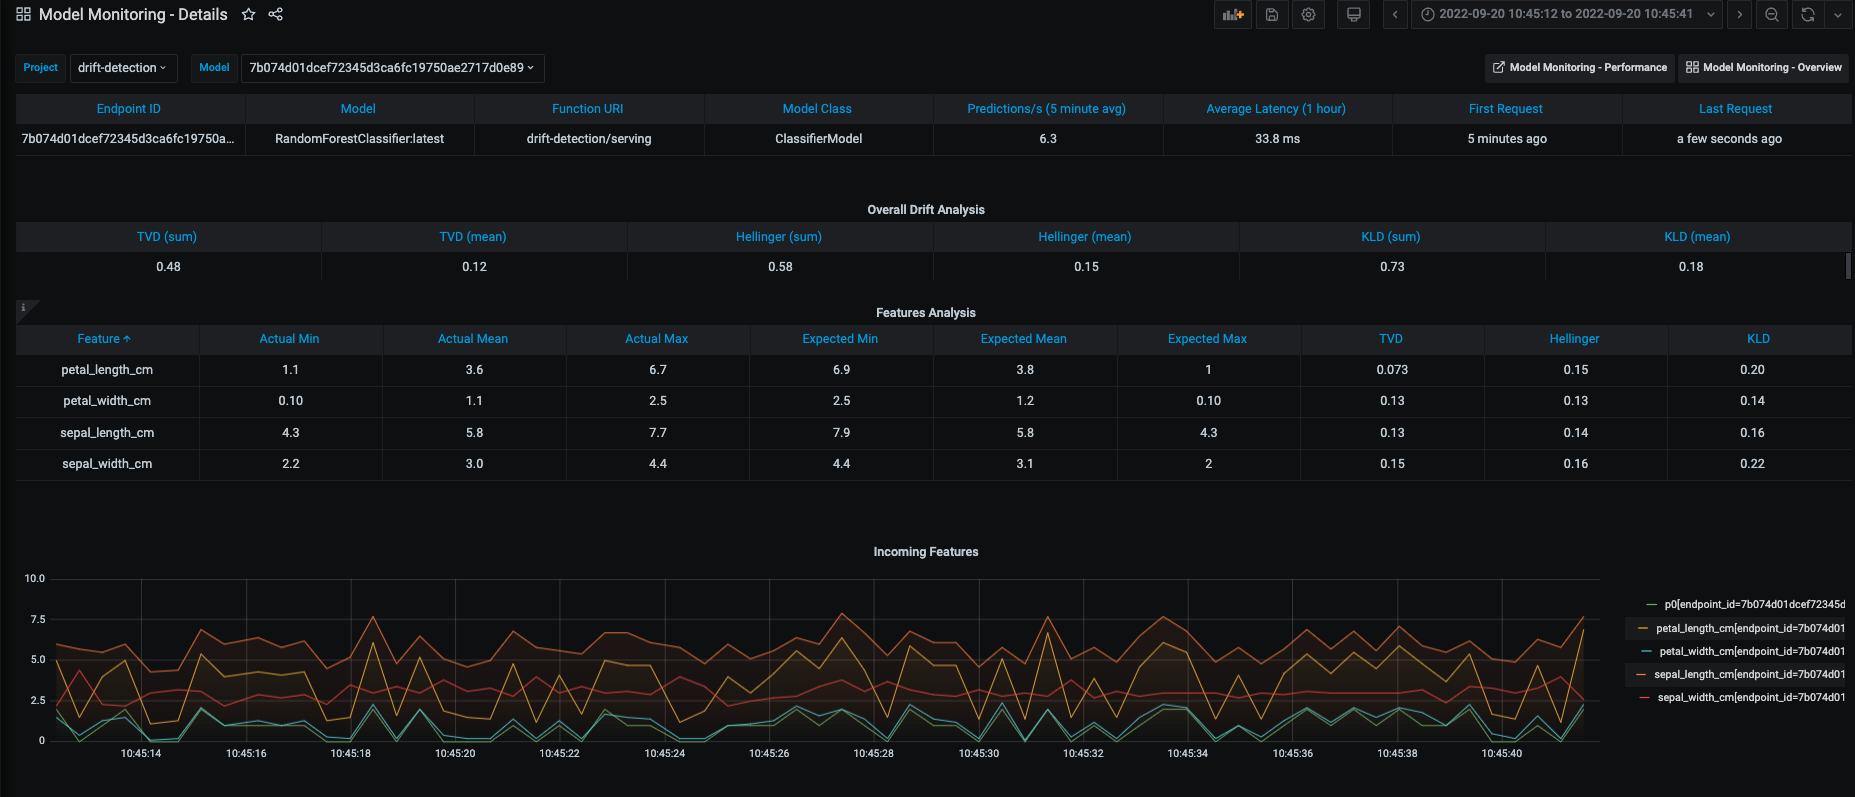 Model Monitoring - Details
2022-09-20 10:45:12 to 2022-09-20 10:45:41
Project drift-detection Model 7b074d01dcef72345d3ca6fc19750ae2717d0e89 Model Monitoring - Performance Model Monitoring - Overview
Endpoint ID Model Function URI Model Class Predictions/s (5 minute avg) Average Latency (1 hour) First Request Last Request
7b074d01dcef72345d3ca6fc19750a... RandomForestClassifier:latest drift-detection/serving ClassifierModel 6.3 33.8 ms 5 minutes ago a few seconds ago
Overall Drift Analysis
TVD (sum) TVD (mean) Hellinger (sum) Hellinger (mean) KLD (sum) KLD (mean)
0.48 0.12 0.58 0.15 0.73 0.18
i
Features Analysis
Feature ↑ Actual Min Actual Mean Actual Max Expected Min Expected Mean Expected Max TVD Hellinger KLD
petal_length_cm 1.1 3.6 6.7 6.9 3.8 1 0.073 0.15 0.20
petal_width_cm 0.10 1.1 2.5 2.5 1.2 0.10 0.13 0.13 0.14
sepal_length_cm 4.3 5.8 7.7 7.9 5.8 4.3 0.13 0.14 0.16
sepal_width_cm 2.2 3.0 4.4 4.4 3.1 2 0.15 0.16 0.22
Incoming Features
10.0
7.5
5.0
2.5
0
10:45:14 10:45:16 10:45:18 10:45:20 10:45:22 10:45:24 10:45:26 10:45:28 10:45:30 10:45:32 10:45:34 10:45:36 10:45:38 10:45:40
p0[endpoint_id=7b074d01dcef72345d
petal_length_cm[endpoint_id=7b074d01
petal_width_cm[endpoint_id=7b074d01
sepal_length_cm[endpoint_id=7b074d01
sepal_width_cm[endpoint_id=7b074d01